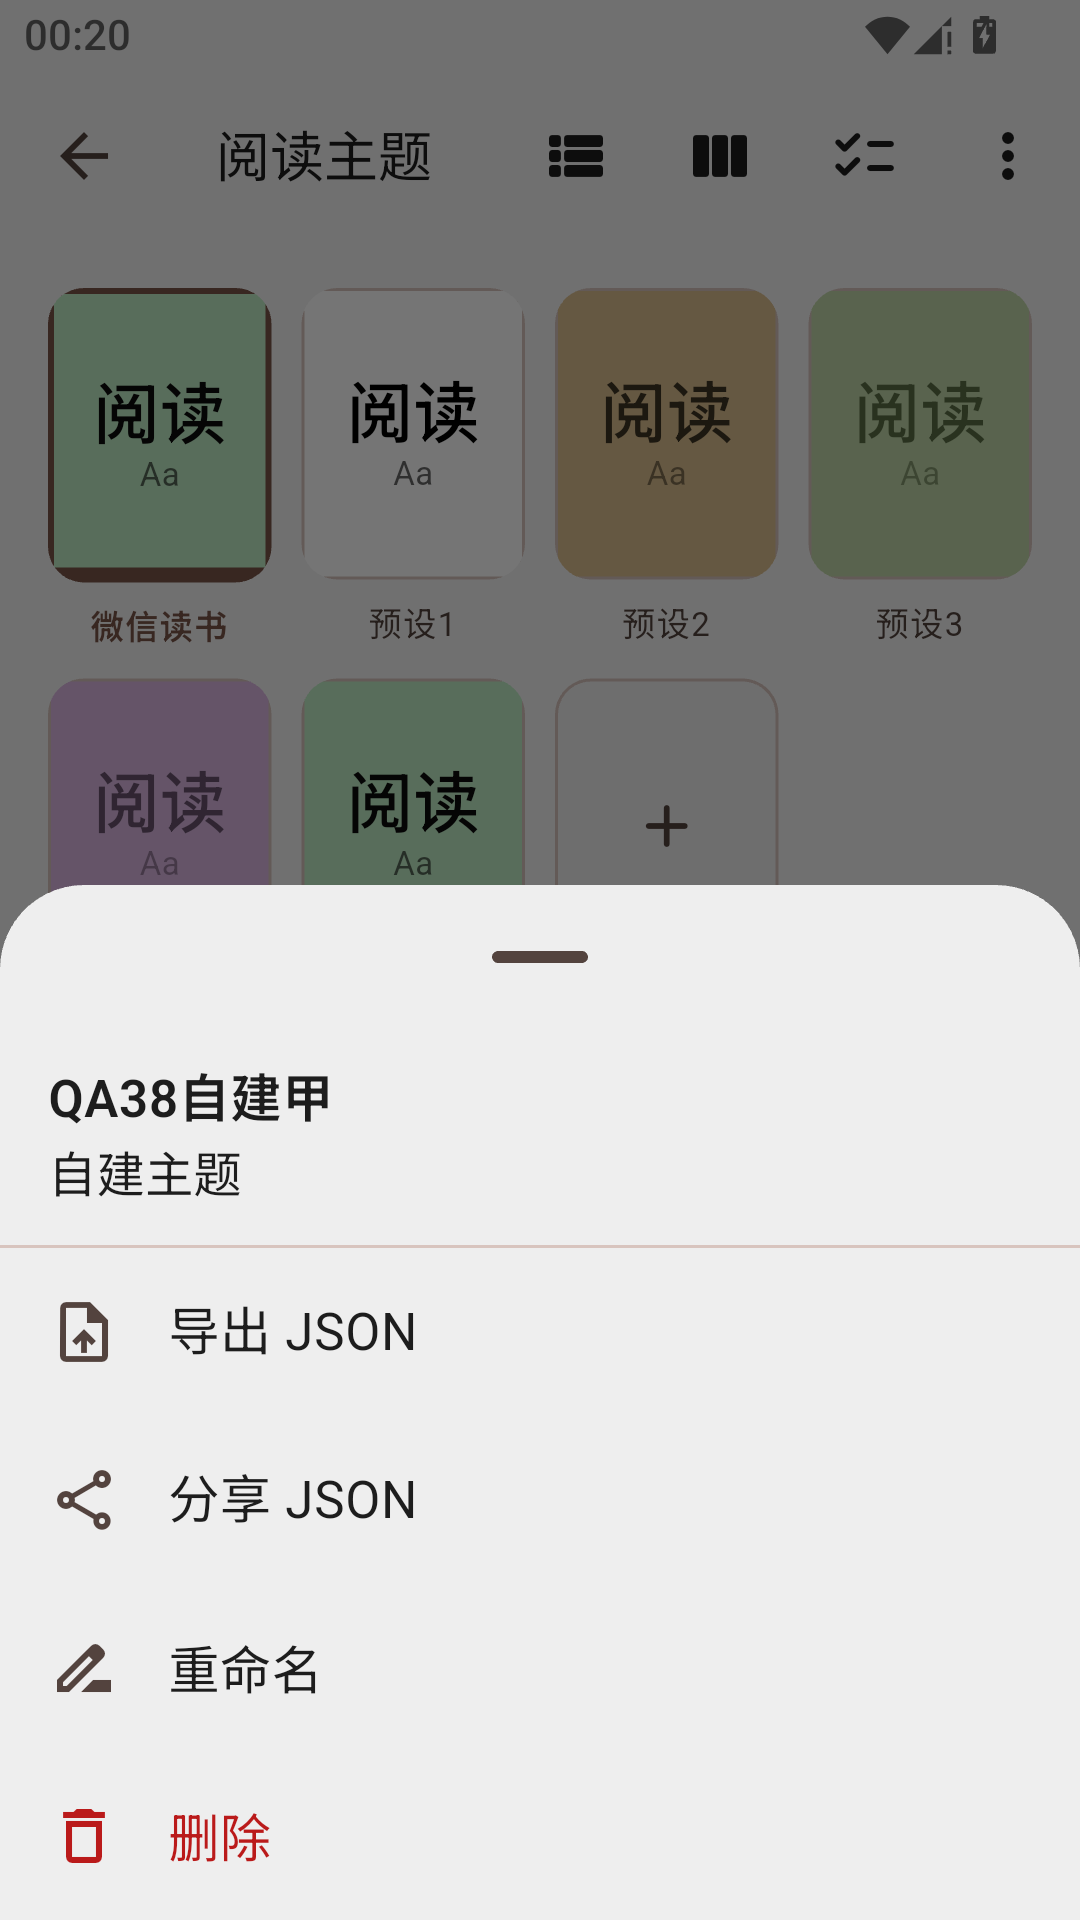 00:20
阅读主题
阅读
Aa
阅读
Aa
阅读
Aa
阅读
Aa
微信读书
预设1
预设2
预设3
阅读
Aa
阅读
Aa
QA38自建甲
自建主题
导出 JSON
分享 JSON
重命名
删除